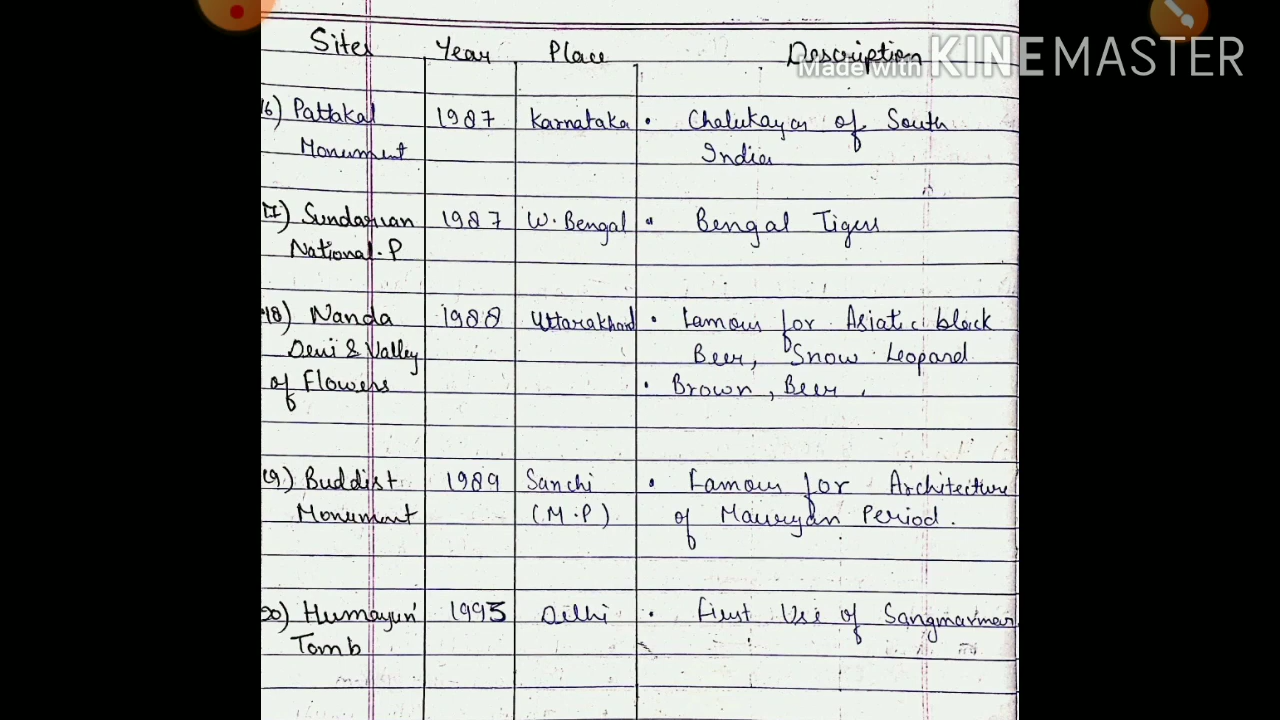 Sites Year Place Description
Made with KINEMASTER
16) Pattakal 1987 Karnataka • Chalukayas of South
Monument India
17) Sundarvan 1987 W. Bengal • Bengal Tigers
National.P
18) Nanda 1988 Uttarakhand • Famous for Asiatic black
Devi & Valley Beer, Snow Leopard
of Flowers • Brown, Beer,
19) Buddist 1989 Sanchi • Famous for Architecture
Monument (M.P) of Mauryan Period.
20) Humayun' 1993 Delhi • First Use of Sangmarmar
Tomb